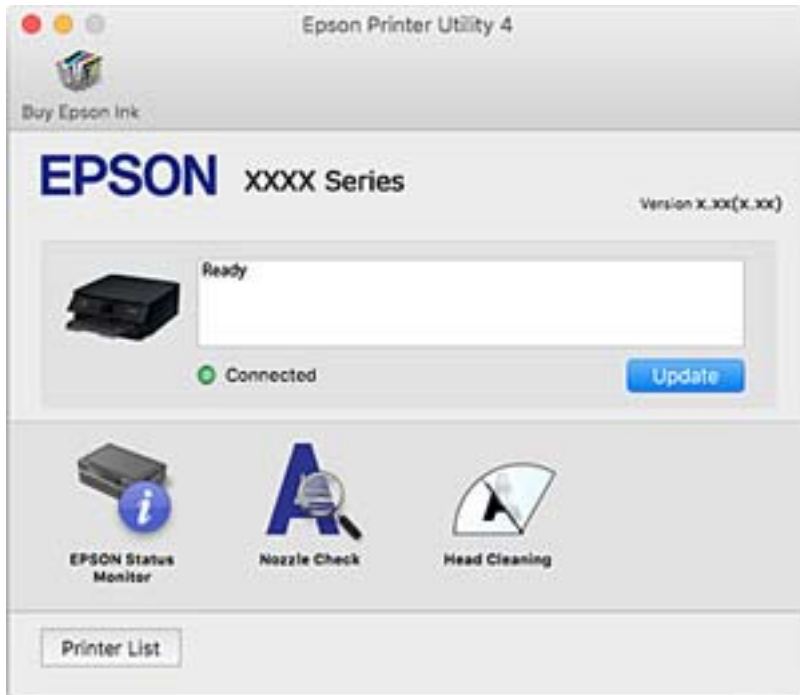 Epson Printer Utility 4
Buy Epson Ink
EPSON XXXX Series
Version X.XX(X.XX)
Ready
Connected
Update
EPSON Status
Monitor
Nozzle Check
Head Cleaning
Printer List